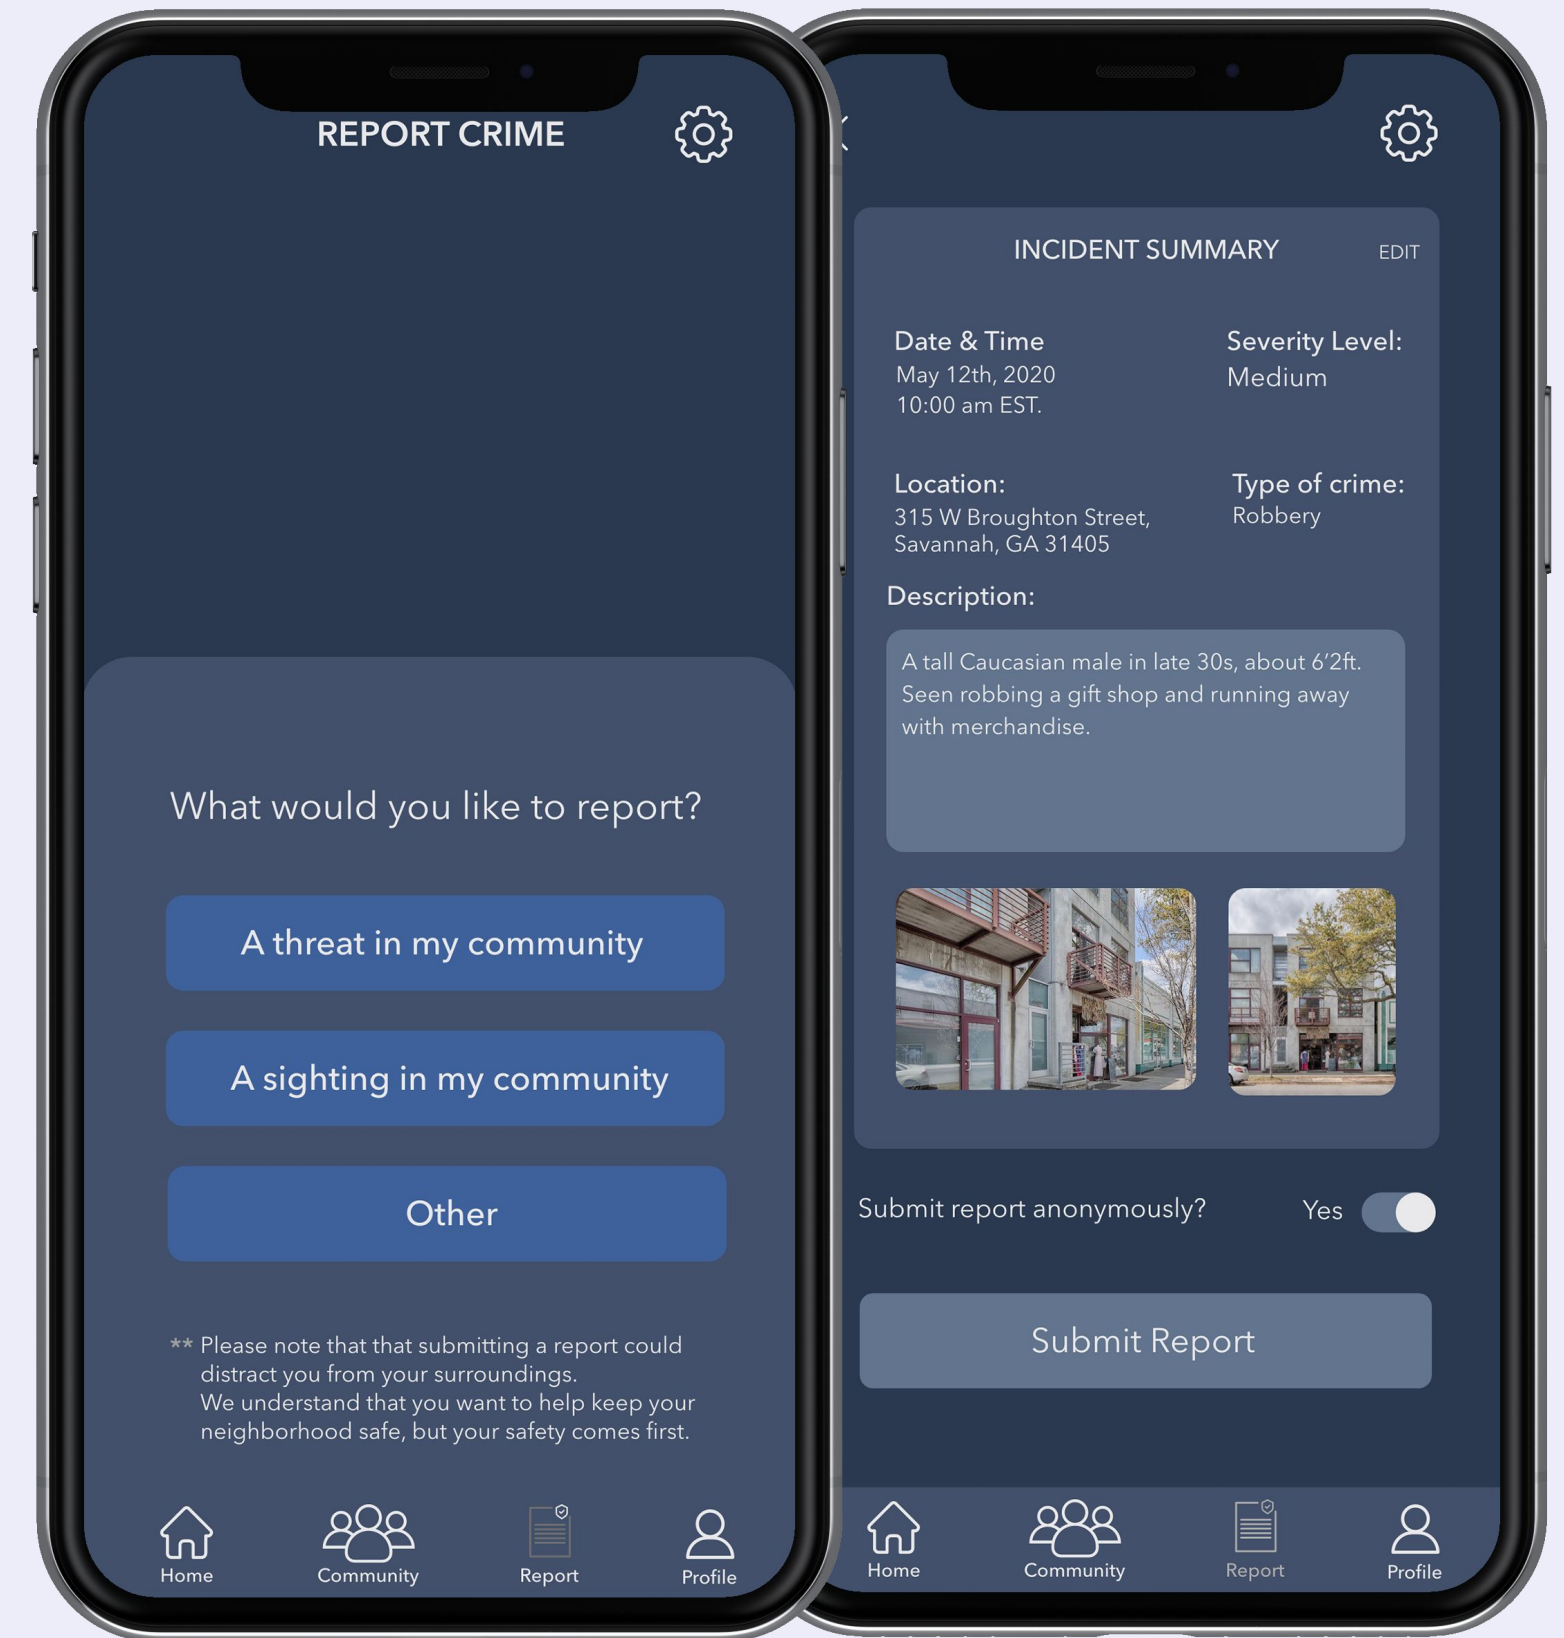 REPORT CRIME
What would you like to report?
A threat in my community
A sighting in my community
Other
** Please note that that submitting a report could
distract you from your surroundings.
We understand that you want to help keep your
neighborhood safe, but your safety comes first.
Home
Community
Report
Profile
INCIDENT SUMMARY
EDIT
Date & Time
May 12th, 2020
10:00 am EST.
Severity Level:
Medium
Location:
315 W Broughton Street,
Savannah, GA 31405
Type of crime:
Robbery
Description:
A tall Caucasian male in late 30s, about 6’2ft.
Seen robbing a gift shop and running away
with merchandise.
Submit report anonymously?
Yes
Submit Report
Home
Community
Report
Profile